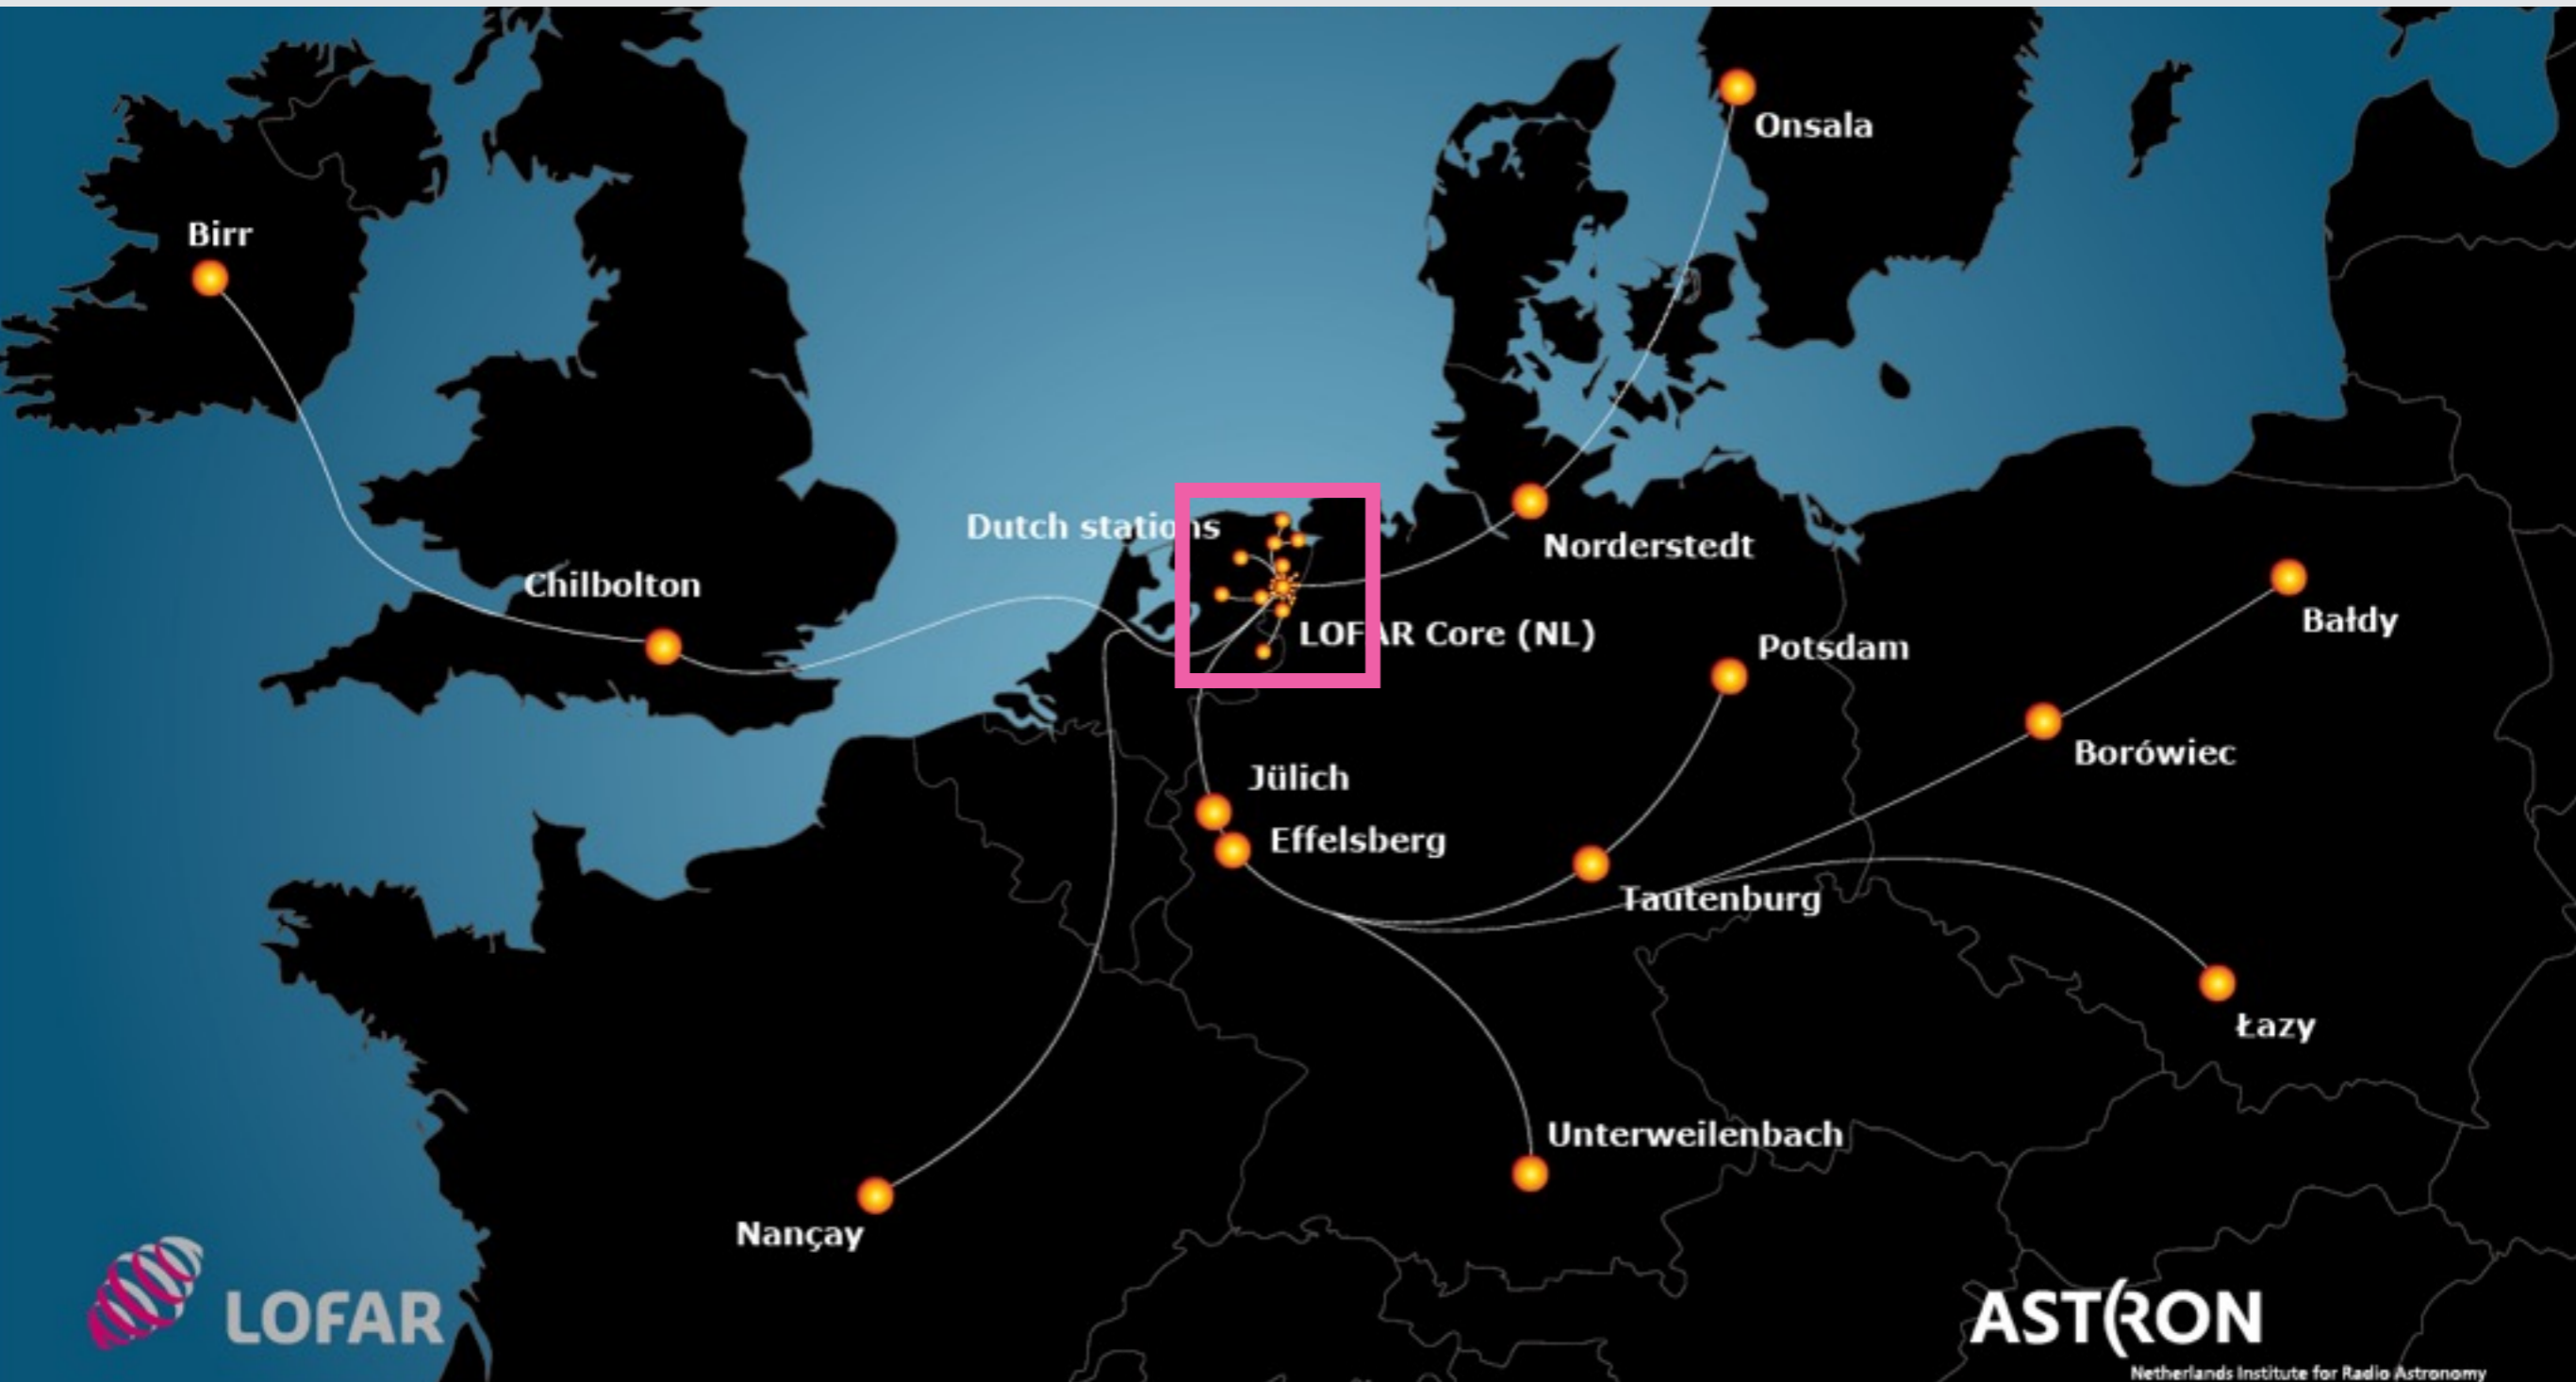 Onsala
Birr
Dutch stations
Norderstedt
Chilbolton
LOFAR Core (NL)
Bałdy
Potsdam
Borówiec
Jülich
Effelsberg
Tautenburg
Łazy
Unterweilenbach
Nançay
LOFAR
ASTRON
Netherlands Institute for Radio Astronomy